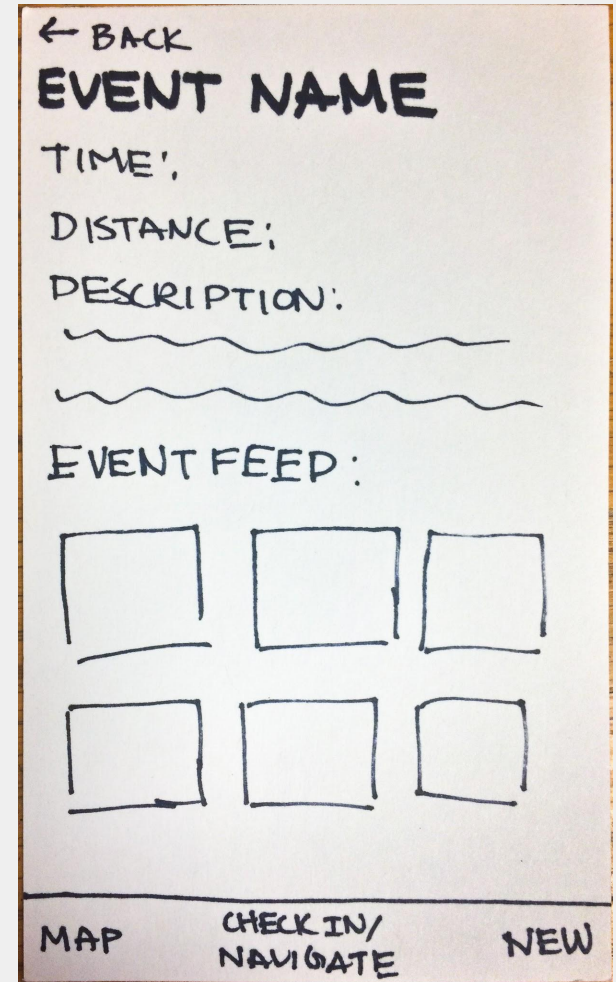 ← BACK
EVENT NAME
TIME:
DISTANCE:
DESCRIPTION:
EVENT FEED:
MAP
CHECK IN/
NAVIGATE
NEW